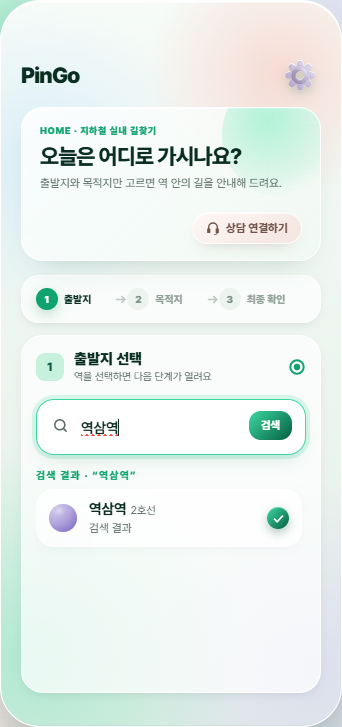 PinGo
HOME · 지하철 실내 길찾기
오늘은 어디로 가시나요?
출발지와 목적지만 고르면 역 안의 길을 안내해 드려요.
상담 연결하기
1 출발지 → 2 목적지 → 3 최종 확인
1 출발지 선택
역을 선택하면 다음 단계가 열려요
역삼역 검색
검색 결과 · “역삼역”
역삼역 2호선
검색 결과